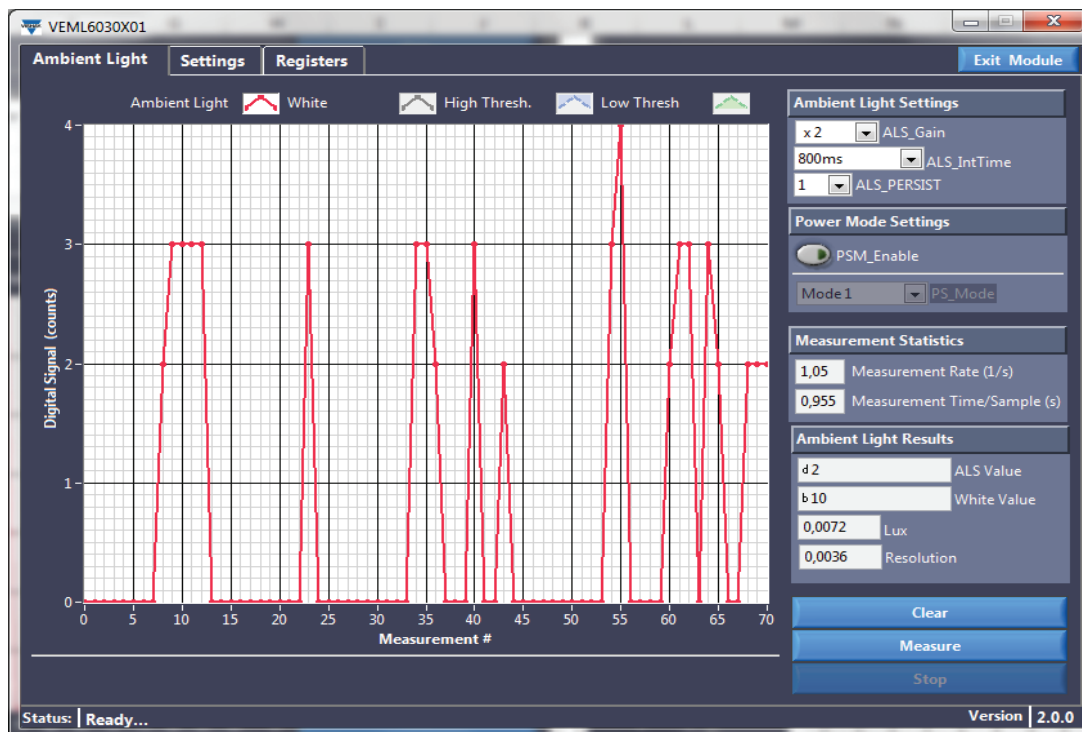 VISHAY VEML6030X01
Ambient Light Settings Registers Exit Module
Ambient Light White High Thresh. Low Thresh
4
3
2
1
0
Digital Signal (counts)
0 5 10 15 20 25 30 35 40 45 50 55 60 65 70
Measurement #
Ambient Light Settings
x 2 ALS_Gain
800ms ALS_IntTime
1 ALS_PERSIST
Power Mode Settings
PSM_Enable
Mode 1 PS_Mode
Measurement Statistics
1,05 Measurement Rate (1/s)
0,955 Measurement Time/Sample (s)
Ambient Light Results
d 2 ALS Value
b 10 White Value
0,0072 Lux
0,0036 Resolution
Clear
Measure
Stop
Status: Ready... Version 2.0.0